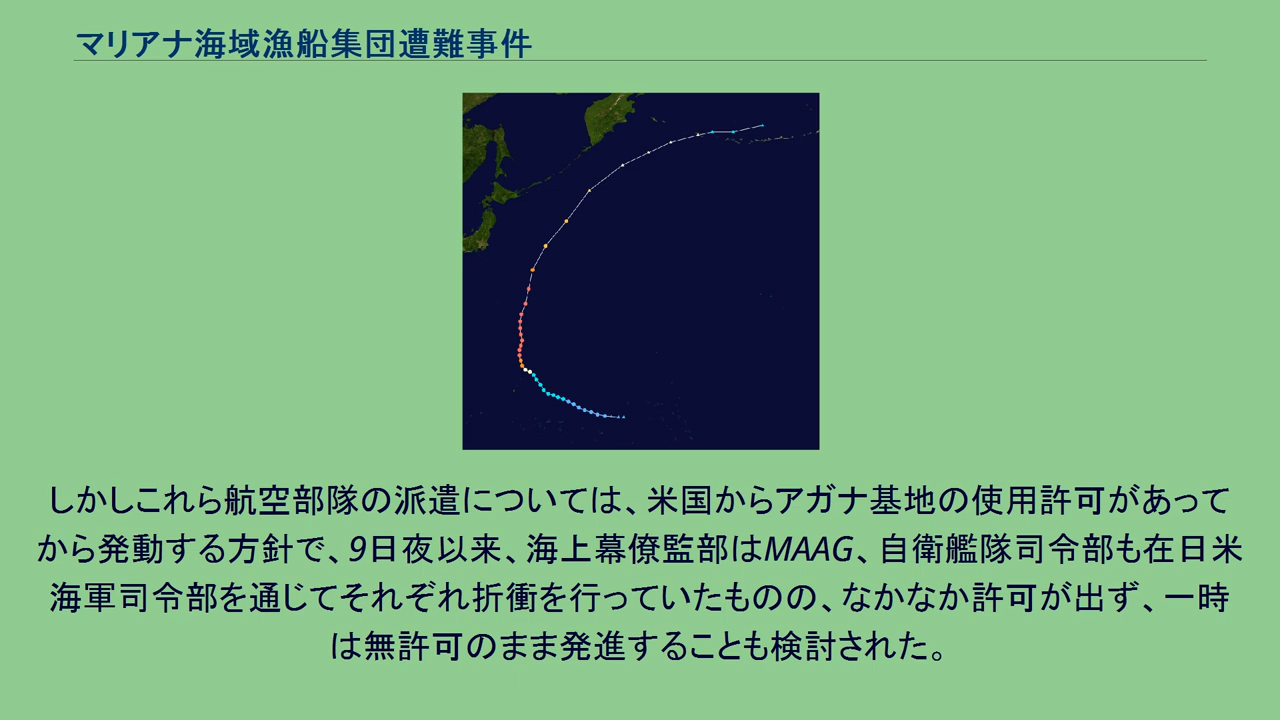 マリアナ海域漁船集団遭難事件
しかしこれら航空部隊の派遣については、米国からアガナ基地の使用許可があって
から発動する方針で、9日夜以来、海上幕僚監部はMAAG、自衛艦隊司令部も在日米
海軍司令部を通じてそれぞれ折衝を行っていたものの、なかなか許可が出ず、一時
は無許可のまま発進することも検討された。